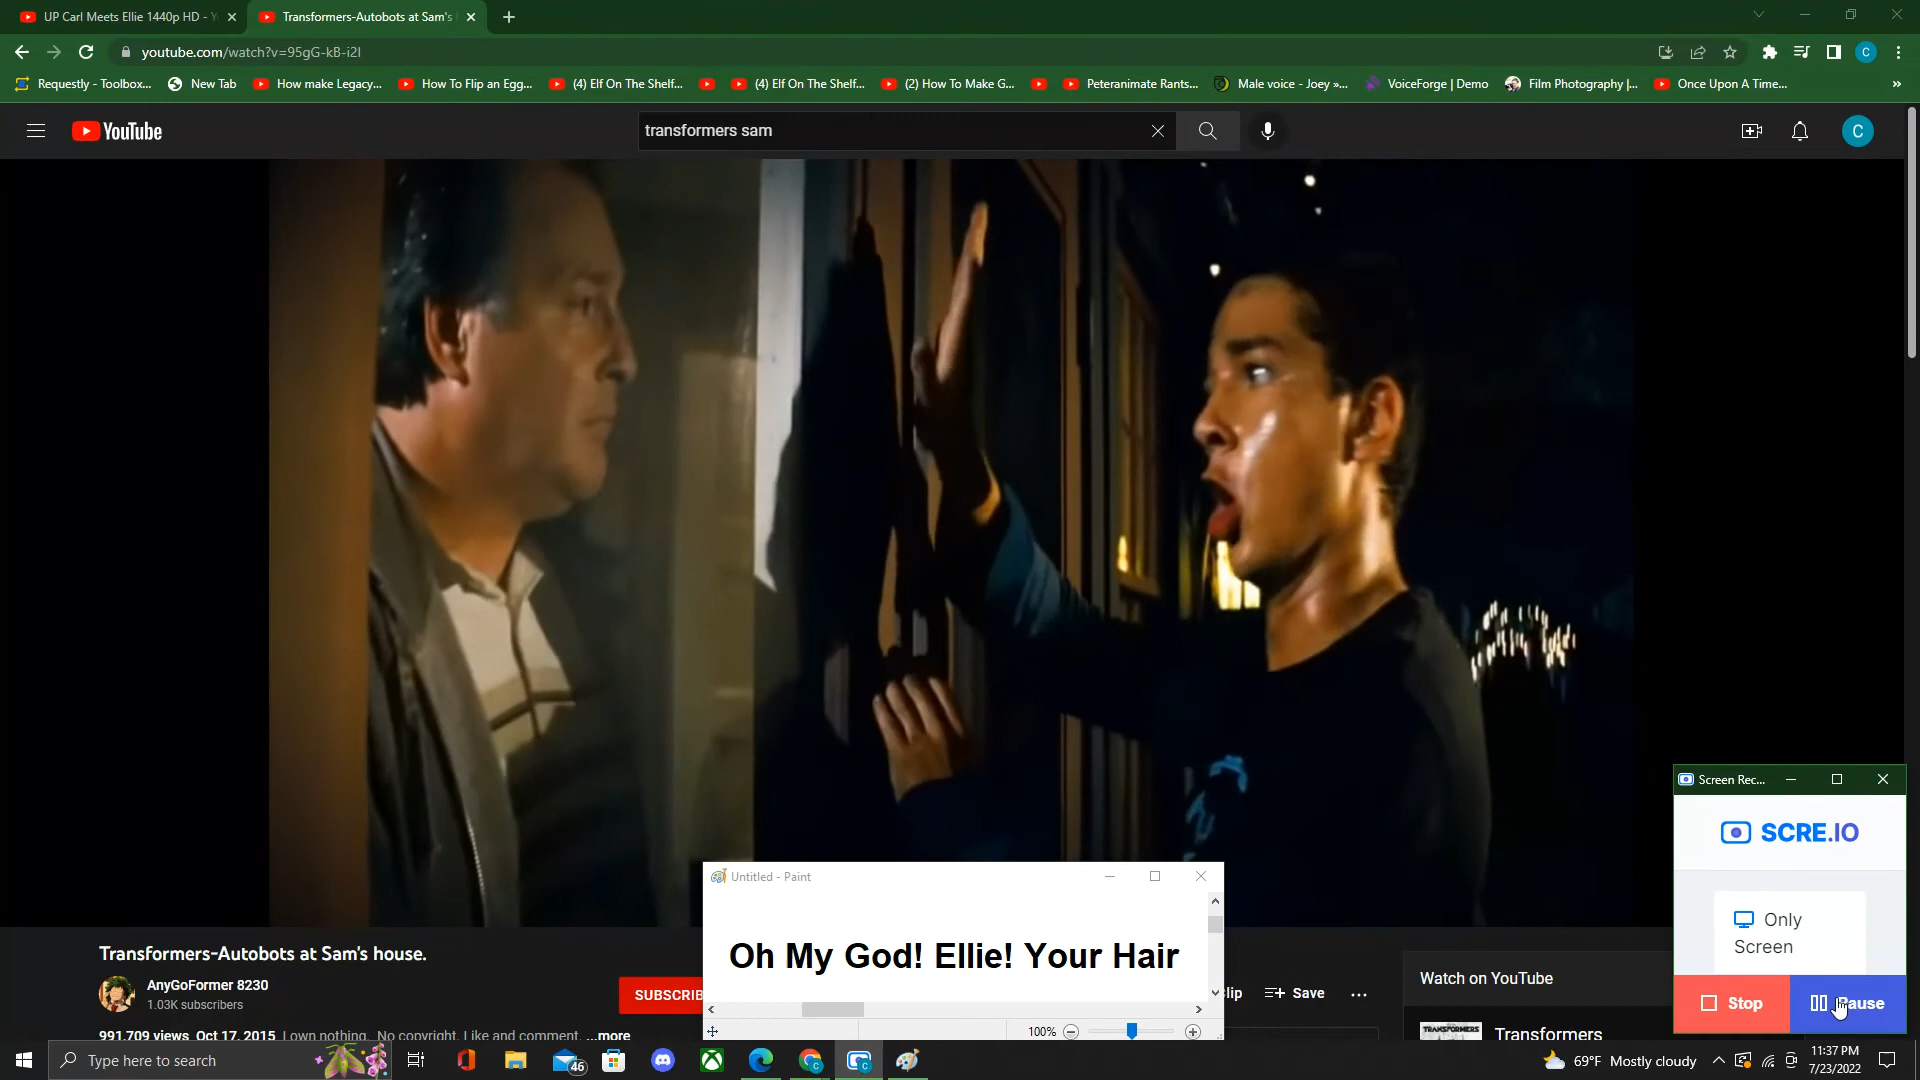 UP Carl Meets Ellie 1440p HD - Y
Transformers-Autobots at Sam's
youtube.com/watch?v=95gG-kB-i2I
C
Requestly - Toolbox...
New Tab
How make Legacy...
How To Flip an Egg...
(4) Elf On The Shelf...
(4) Elf On The Shelf...
(2) How To Make G...
Peteranimate Rants...
Male voice - Joey »...
VoiceForge | Demo
Film Photography |...
Once Upon A Time...
»
YouTube
transformers sam
C
Screen Rec...
SCRE.IO
Only
Screen
Stop
Pause
Untitled - Paint
Oh My God! Ellie! Your Hair
100%
Transformers-Autobots at Sam's house.
AnyGoFormer 8230
1.03K subscribers
SUBSCRIB
lip
Save
...
Watch on YouTube
TRANSFORMERS
Transformers
991,709 views Oct 17, 2015 I own nothing. No copyright. Like and comment. ...more
Type here to search
46
69°F Mostly cloudy
11:37 PM
7/23/2022